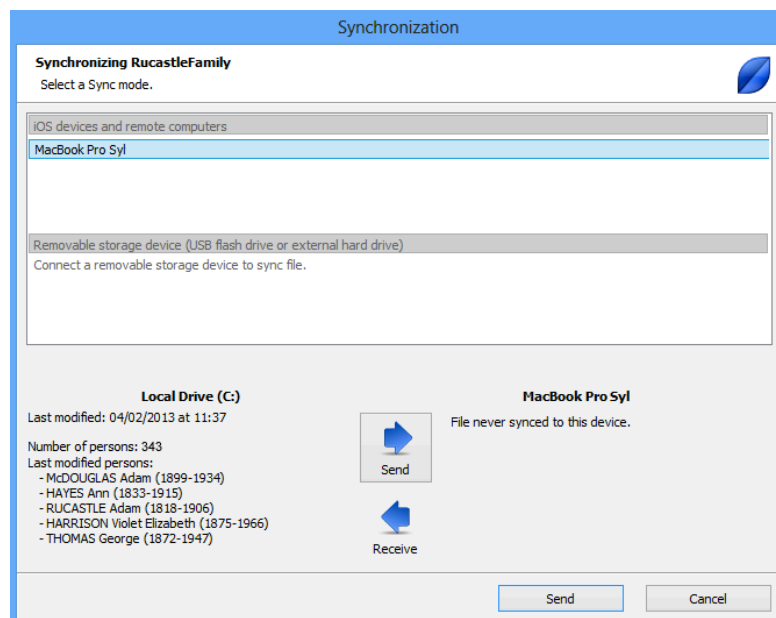 Synchronization
Synchronizing RucastleFamily
Select a Sync mode.
iOS devices and remote computers
MacBook Pro Syl
Removable storage device (USB flash drive or external hard drive)
Connect a removable storage device to sync file.
Local Drive (C:)
Last modified: 04/02/2013 at 11:37
Number of persons: 343
Last modified persons:
- McDOUGLAS Adam (1899-1934)
- HAYES Ann (1833-1915)
- RUCASTLE Adam (1818-1906)
- HARRISON Violet Elizabeth (1875-1966)
- THOMAS George (1872-1947)
Send
Receive
MacBook Pro Syl
File never synced to this device.
Send
Cancel